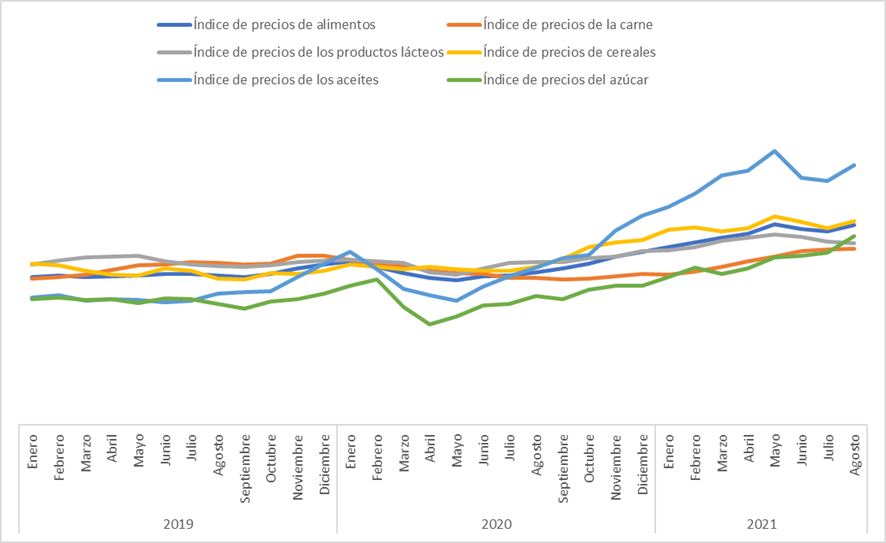 Índice de precios de alimentos Índice de precios de la carne
Índice de precios de los productos lácteos Índice de precios de cereales
Índice de precios de los aceites Índice de precios del azúcar
Enero Febrero Marzo Abril Mayo Junio Julio Agosto Septiembre Octubre Noviembre Diciembre Enero Febrero Marzo Abril Mayo Junio Julio Agosto Septiembre Octubre Noviembre Diciembre Enero Febrero Marzo Abril Mayo Junio Julio Agosto
2019 2020 2021